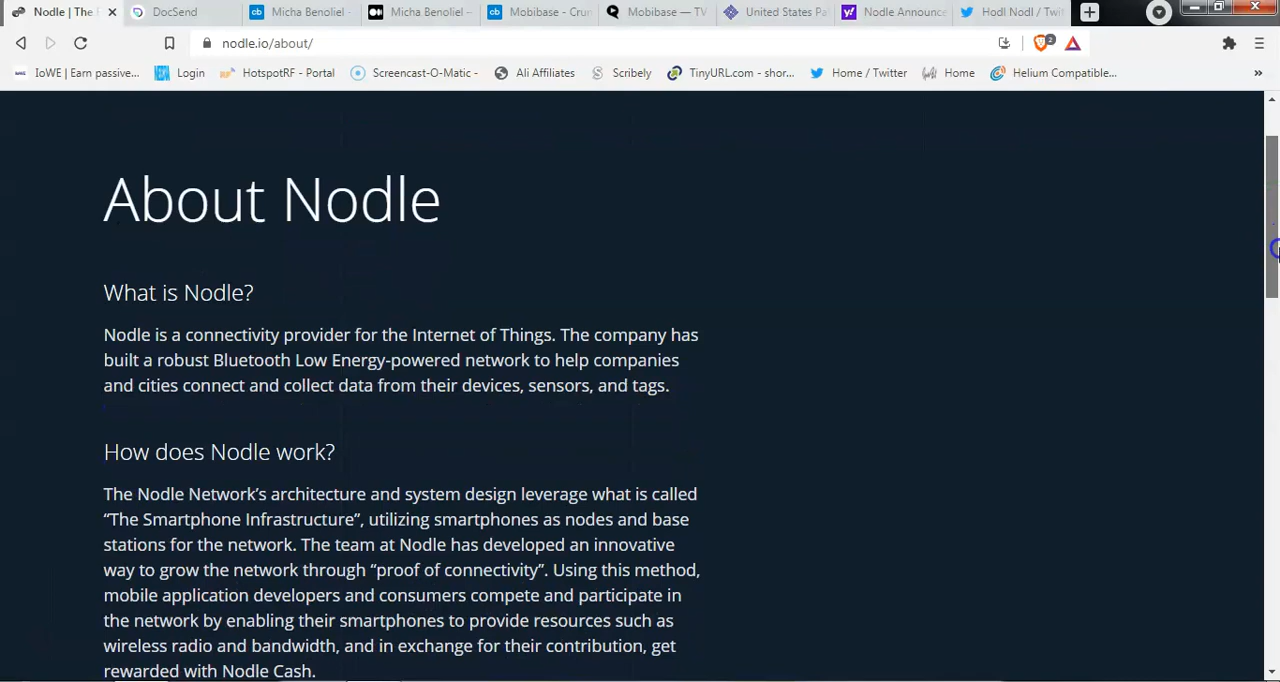 Nodle | The F
DocSend
Micha Benoliel -
Micha Benoliel –
Mobibase - Crun
Mobibase — TV
United States Pa
Nodle Announce
Hodl Nodl / Twit
nodle.io/about/
2
IoWE | Earn passive...
Login
HotspotRF - Portal
Screencast-O-Matic -
Ali Affiliates
Scribely
TinyURL.com - shor...
Home / Twitter
Home
Helium Compatible...
»
About Nodle
What is Nodle?
Nodle is a connectivity provider for the Internet of Things. The company has
built a robust Bluetooth Low Energy-powered network to help companies
and cities connect and collect data from their devices, sensors, and tags.
How does Nodle work?
The Nodle Network’s architecture and system design leverage what is called
“The Smartphone Infrastructure”, utilizing smartphones as nodes and base
stations for the network. The team at Nodle has developed an innovative
way to grow the network through “proof of connectivity”. Using this method,
mobile application developers and consumers compete and participate in
the network by enabling their smartphones to provide resources such as
wireless radio and bandwidth, and in exchange for their contribution, get
rewarded with Nodle Cash.